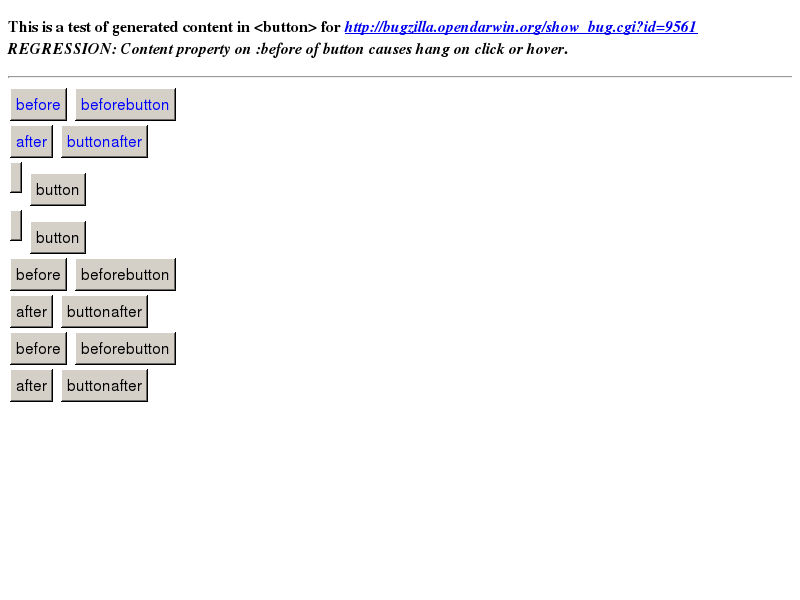 This is a test of generated content in <button> for http://bugzilla.opendarwin.org/show_bug.cgi?id=9561
REGRESSION: Content property on :before of button causes hang on click or hover.
before beforebutton
after buttonafter
button
button
before beforebutton
after buttonafter
before beforebutton
after buttonafter